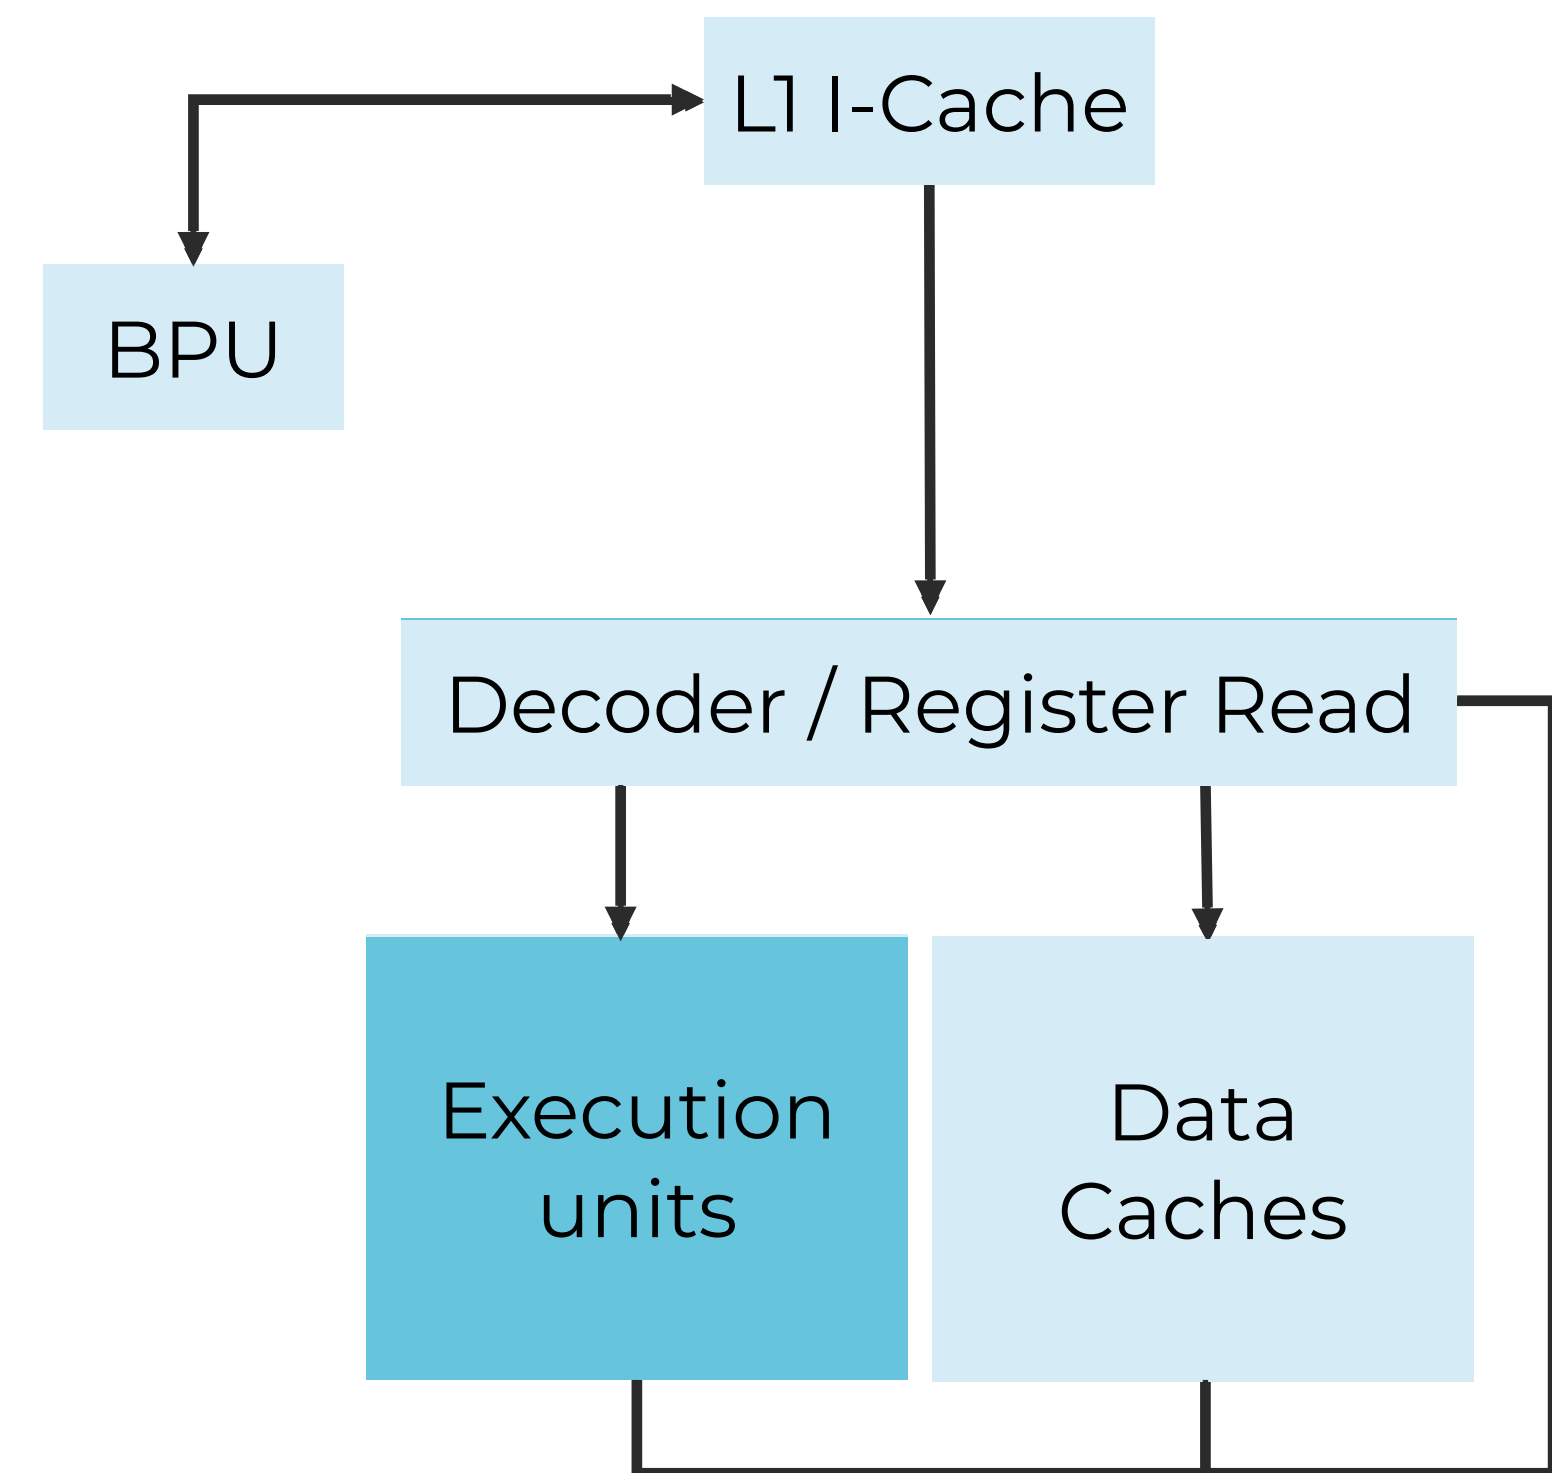 L1 I-Cache
BPU
Decoder / Register Read
Execution
units
Data
Caches